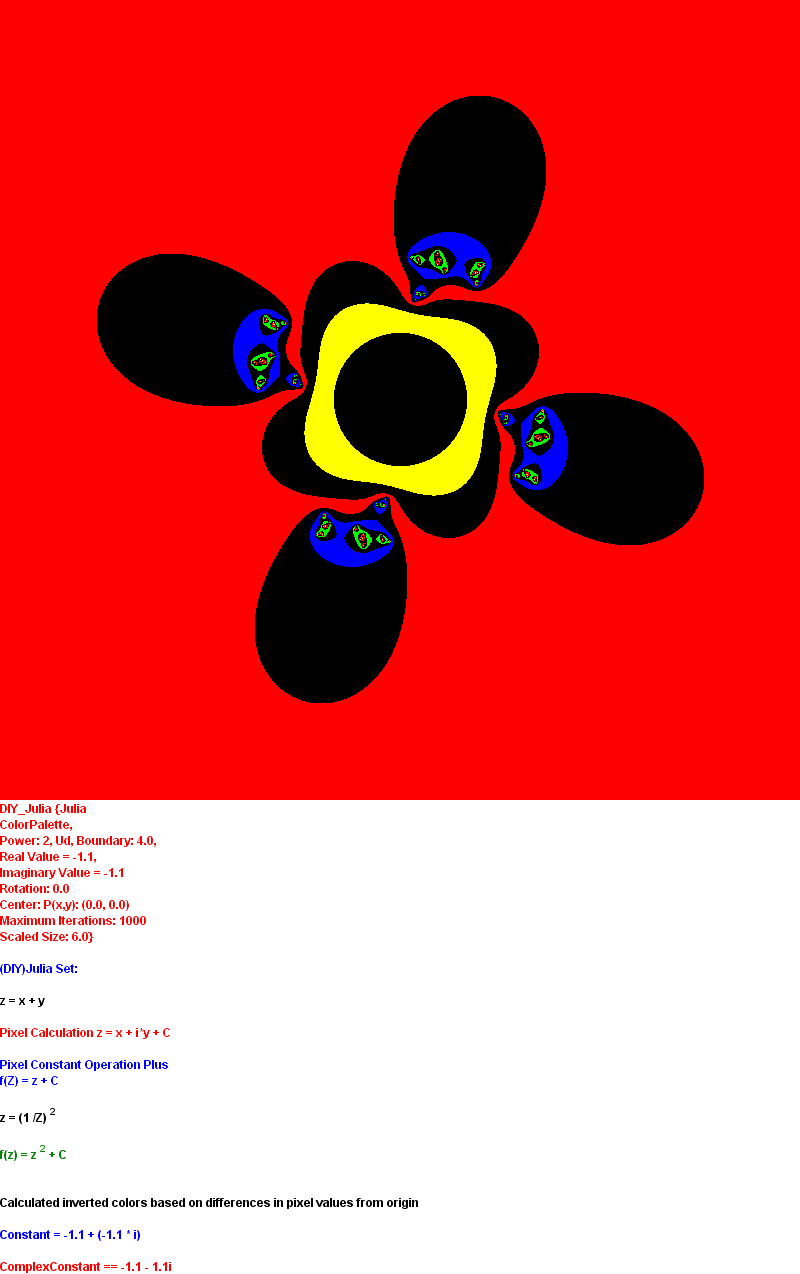 DIY_Julia {Julia
ColorPalette,
Power: 2, Ud, Boundary: 4.0,
Real Value = -1.1,
Imaginary Value = -1.1
Rotation: 0.0
Center: P(x,y): (0.0, 0.0)
Maximum Iterations: 1000
Scaled Size: 6.0}
(DIY)Julia Set:
z = x + y
Pixel Calculation z = x + i*y + C
Pixel Constant Operation Plus
f(Z) = z + C
z = (1 /Z) 2
f(z) = z 2 + C
Calculated inverted colors based on differences in pixel values from origin
Constant = -1.1 + (-1.1 * i)
ComplexConstant == -1.1 - 1.1i